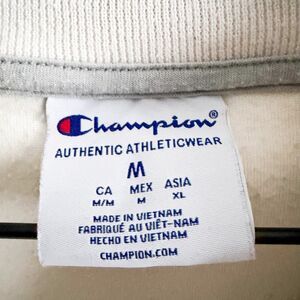 Champion®
AUTHENTIC ATHLETICWEAR
M
CA MEX ASIA
M/M M XL
MADE IN VIETNAM
FABRIQUÉ AU VIÊT-NAM
HECHO EN VIETNAM
CHAMPION.COM